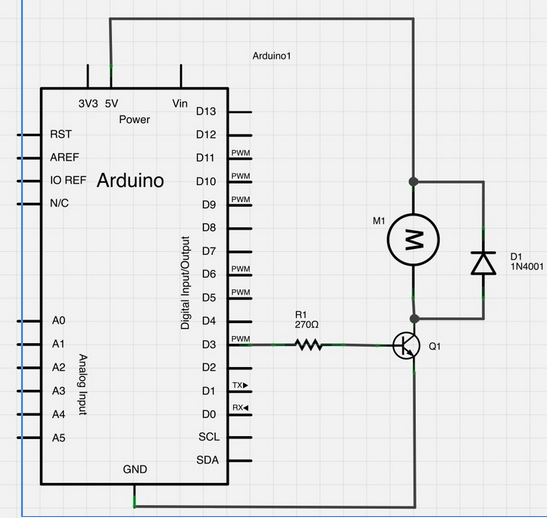 Arduino1
3V3 5V Vin
Power
D13
RST
D12
AREF
D11
PWM
IO REF
Arduino
D10
PWM
N/C
D9
PWM
D8
D7
Digital Input/Output
D6
PWM
D5
PWM
M1
M
D1
1N4001
A0
D4
R1
270Ω
A1
D3
PWM
Q1
A2
D2
Analog Input
A3
D1
TX▶
A4
D0
RX◀
A5
SCL
SDA
GND